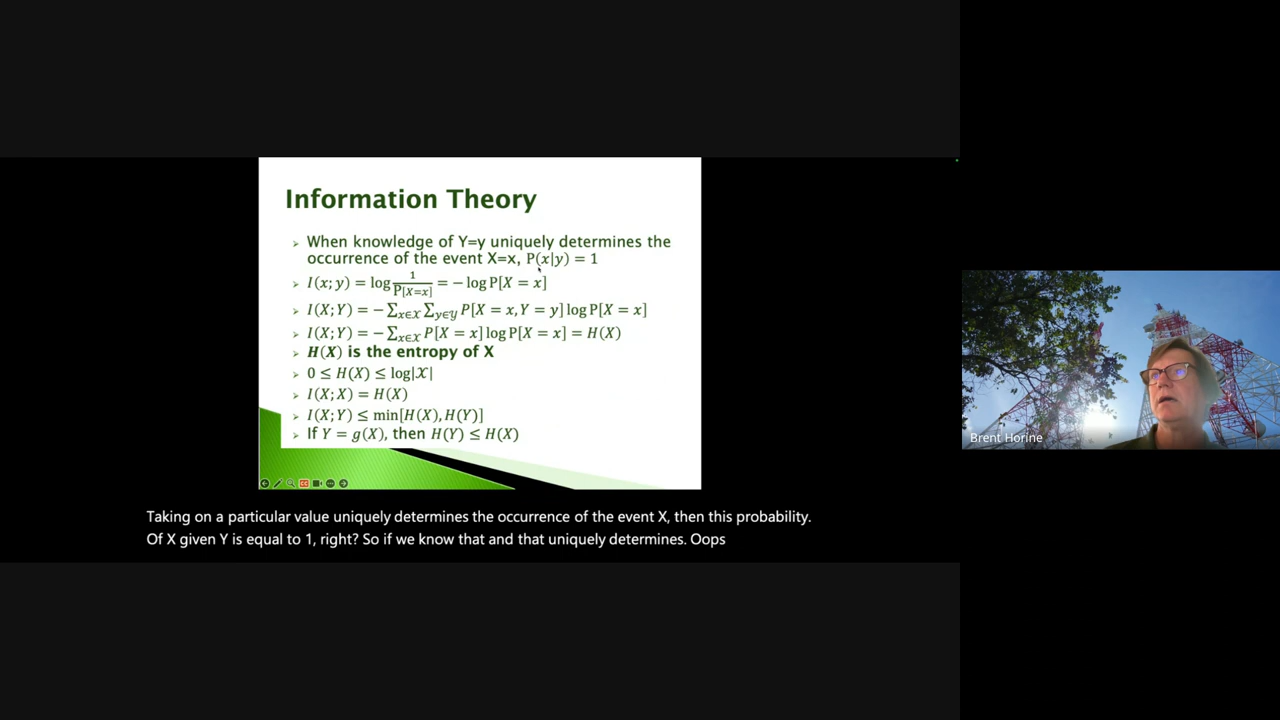 Information Theory
➢ When knowledge of Y=y uniquely determines the
occurrence of the event X=x, P(x|y) = 1
➢ I(x; y) = log 1/P[X=x] = − log P[X = x]
➢ I(X; Y) = − ∑x∈𝒳 ∑y∈𝒴 P[X = x, Y = y] log P[X = x]
➢ I(X; Y) = − ∑x∈𝒳 P[X = x] log P[X = x] = H(X)
➢ H(X) is the entropy of X
➢ 0 ≤ H(X) ≤ log|𝒳|
➢ I(X; X) = H(X)
➢ I(X; Y) ≤ min[H(X), H(Y)]
➢ If Y = g(X), then H(Y) ≤ H(X)
CC
Brent Horine
Taking on a particular value uniquely determines the occurrence of the event X, then this probability.
Of X given Y is equal to 1, right? So if we know that and that uniquely determines. Oops